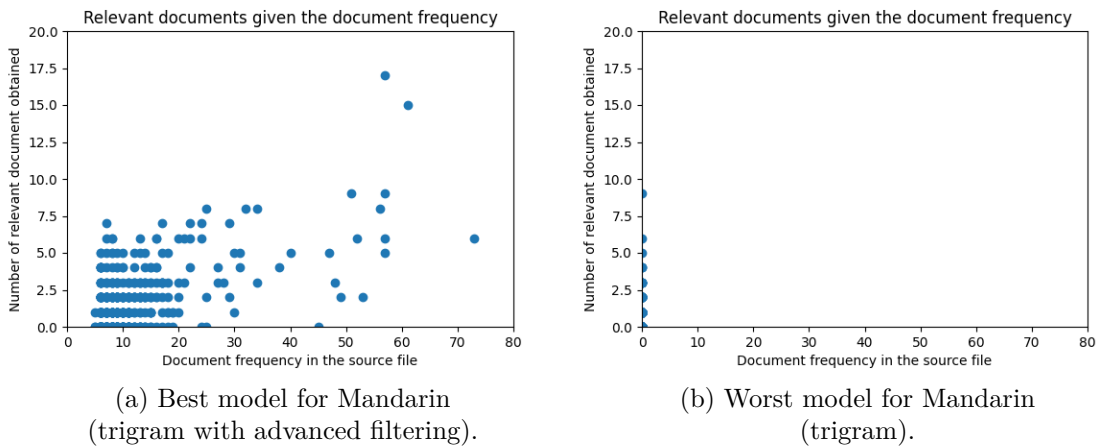 Relevant documents given the document frequency
20.0
17.5
15.0
12.5
10.0
7.5
5.0
2.5
0.0
Number of relevant document obtained
0 10 20 30 40 50 60 70 80
Document frequency in the source file
(a) Best model for Mandarin
(trigram with advanced filtering).
Relevant documents given the document frequency
20.0
17.5
15.0
12.5
10.0
7.5
5.0
2.5
0.0
Number of relevant document obtained
0 10 20 30 40 50 60 70 80
Document frequency in the source file
(b) Worst model for Mandarin
(trigram).